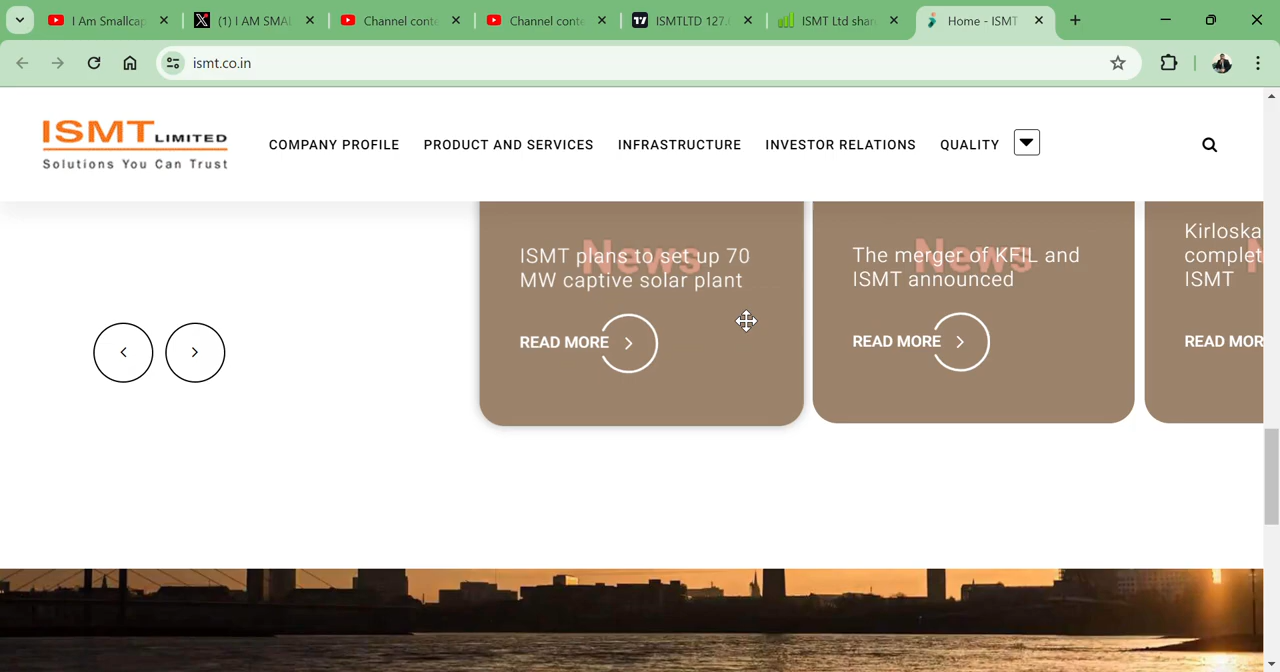 I Am Smallcap
(1) I AM SMAL
Channel conte
Channel conte
ISMTLTD 127.
ISMT Ltd shar
Home - ISMT
ismt.co.in
ISMT LIMITED
Solutions You Can Trust
COMPANY PROFILE
PRODUCT AND SERVICES
INFRASTRUCTURE
INVESTOR RELATIONS
QUALITY
News
ISMT plans to set up 70
MW captive solar plant
READ MORE
News
The merger of KFIL and
ISMT announced
READ MORE
Kirloska
complet
ISMT
READ MOR